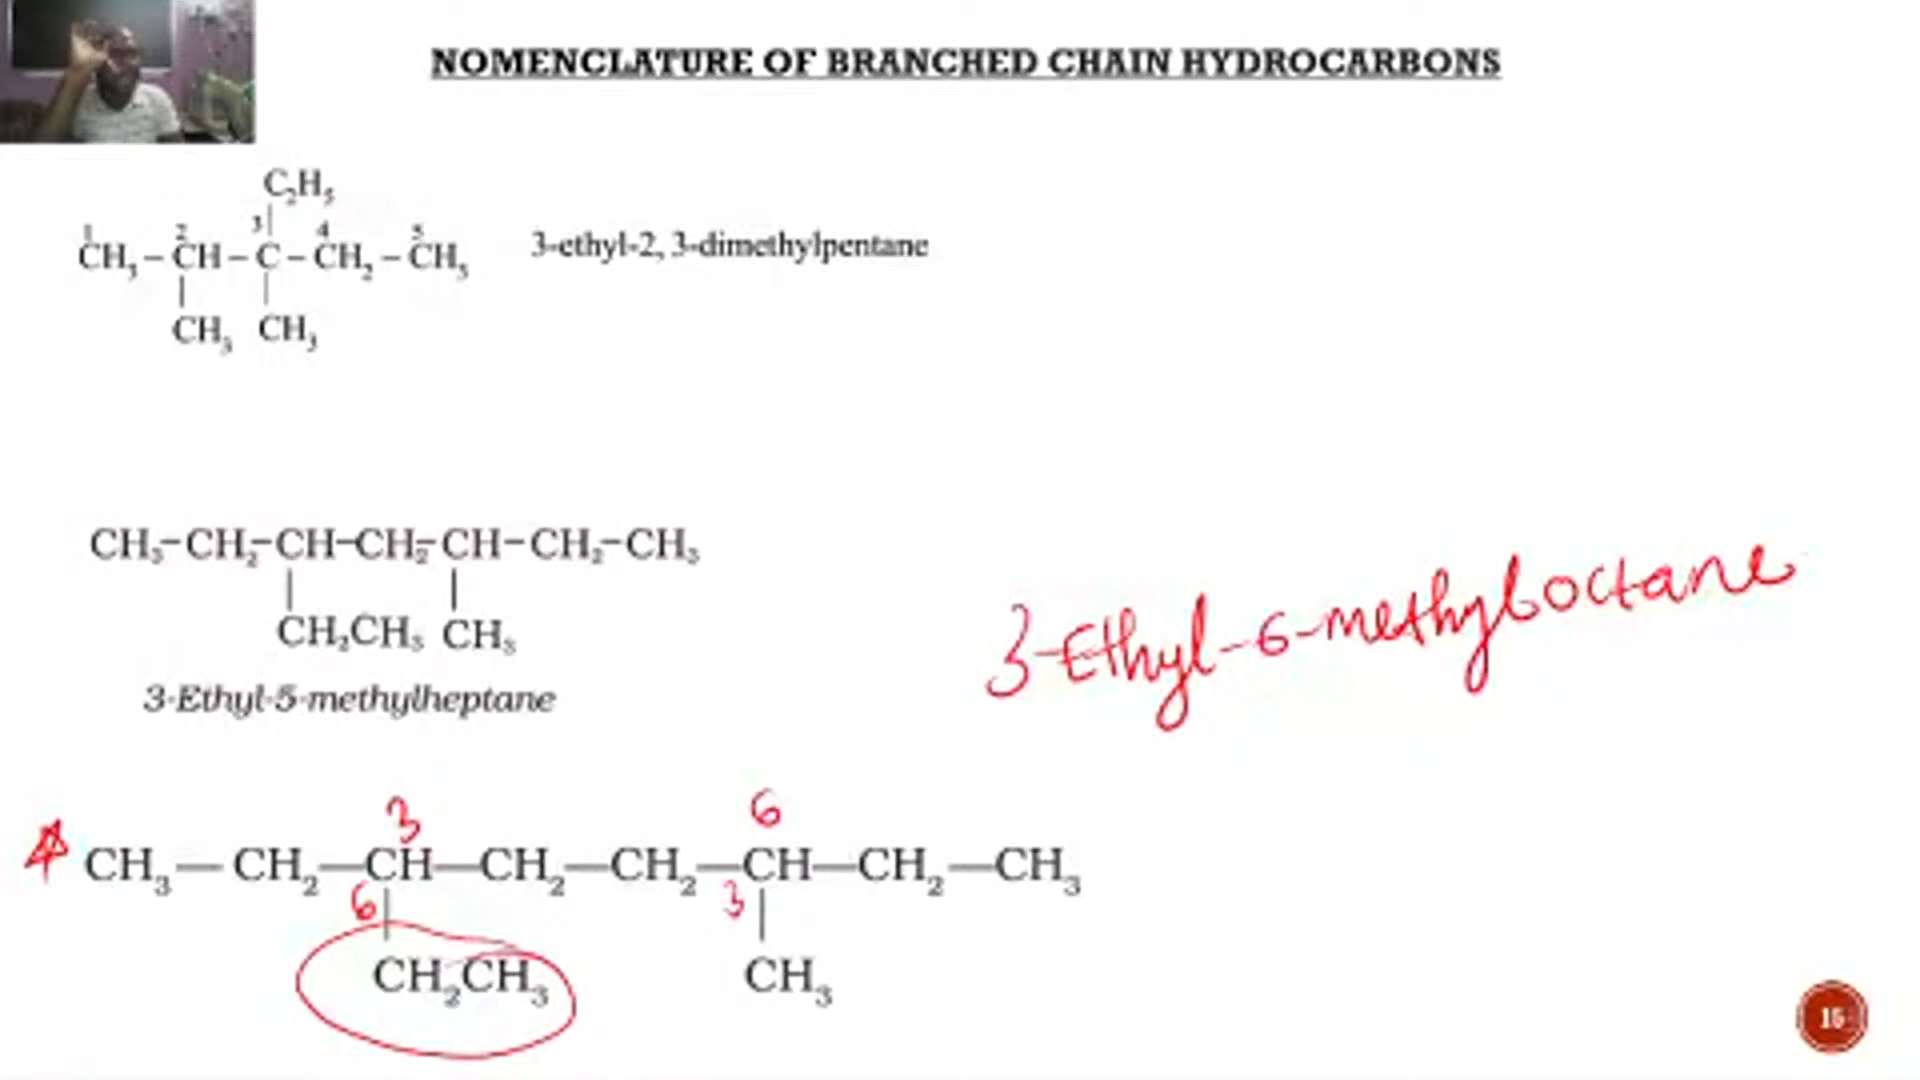 NOMENCLATURE OF BRANCHED CHAIN HYDROCARBONS
C₂H₅
1 2 3 4 5
CH₃–CH–C–CH₂–CH₃
CH₃ CH₃
3-ethyl-2, 3-dimethylpentane
CH₃–CH₂–CH–CH₂–CH–CH₂–CH₃
CH₂CH₃ CH₃
3-Ethyl-5-methylheptane
3-Ethyl-6-methyloctane
3 6
CH₃—CH₂—CH—CH₂—CH₂—CH—CH₂—CH₃
6 3
CH₂CH₃ CH₃
15